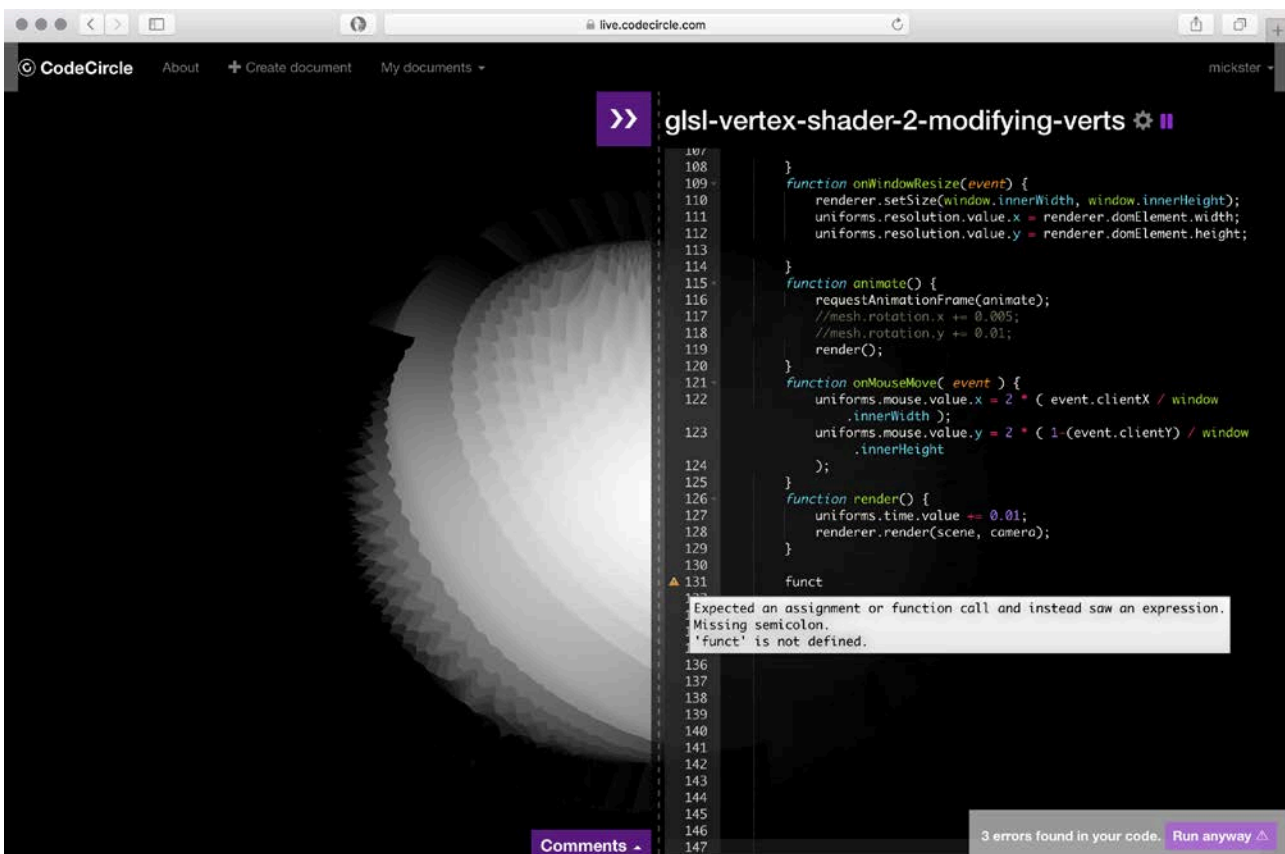 live.codecircle.com
CodeCircle About + Create document My documents mickster
glsl-vertex-shader-2-modifying-verts
107
108 }
109 function onWindowResize(event) {
110 renderer.setSize(window.innerWidth, window.innerHeight);
111 uniforms.resolution.value.x = renderer.domElement.width;
112 uniforms.resolution.value.y = renderer.domElement.height;
113
114 }
115 function animate() {
116 requestAnimationFrame(animate);
117 //mesh.rotation.x += 0.005;
118 //mesh.rotation.y += 0.01;
119 render();
120 }
121 function onMouseMove( event ) {
122 uniforms.mouse.value.x = 2 * ( event.clientX / window
.innerWidth );
123 uniforms.mouse.value.y = 2 * ( 1-(event.clientY) / window
.innerHeight
124 );
125 }
126 function render() {
127 uniforms.time.value += 0.01;
128 renderer.render(scene, camera);
129 }
130
131 funct
Expected an assignment or function call and instead saw an expression.
Missing semicolon.
'funct' is not defined.
136
137
138
139
140
141
142
143
144
145
146
147
3 errors found in your code. Run anyway
Comments